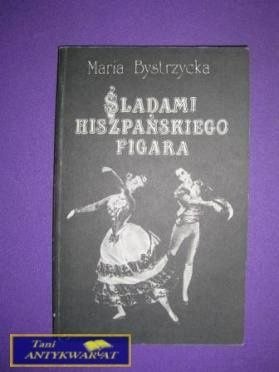 Maria Bystrzycka
ŚLADAMI
HISZPAŃSKIEGO
FIGARA
Tani
ANTYKWARIAT